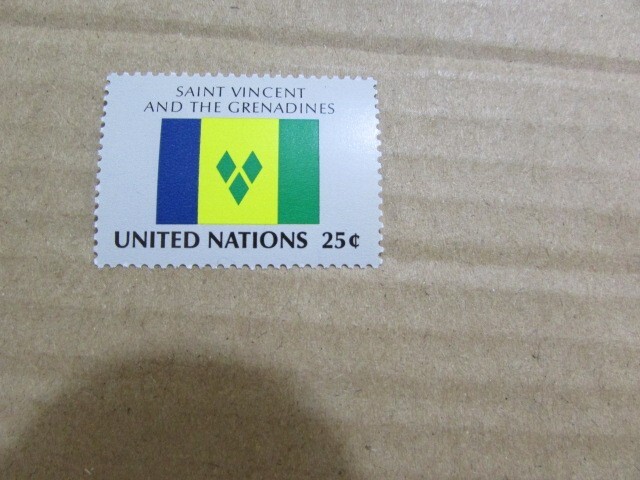 SAINT VINCENT
AND THE GRENADINES
UNITED NATIONS 25¢